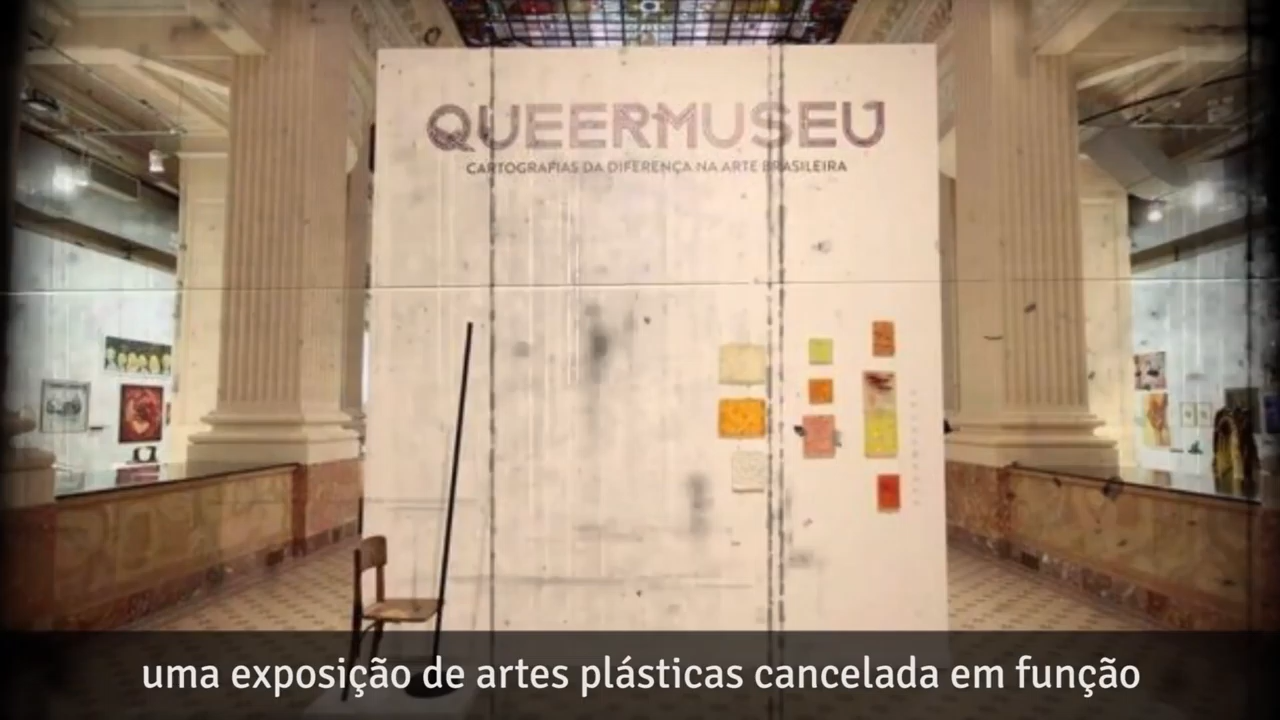 QUEERMUSEU
CARTOGRAFIAS DA DIFERENÇA NA ARTE BRASILEIRA
uma exposição de artes plásticas cancelada em função